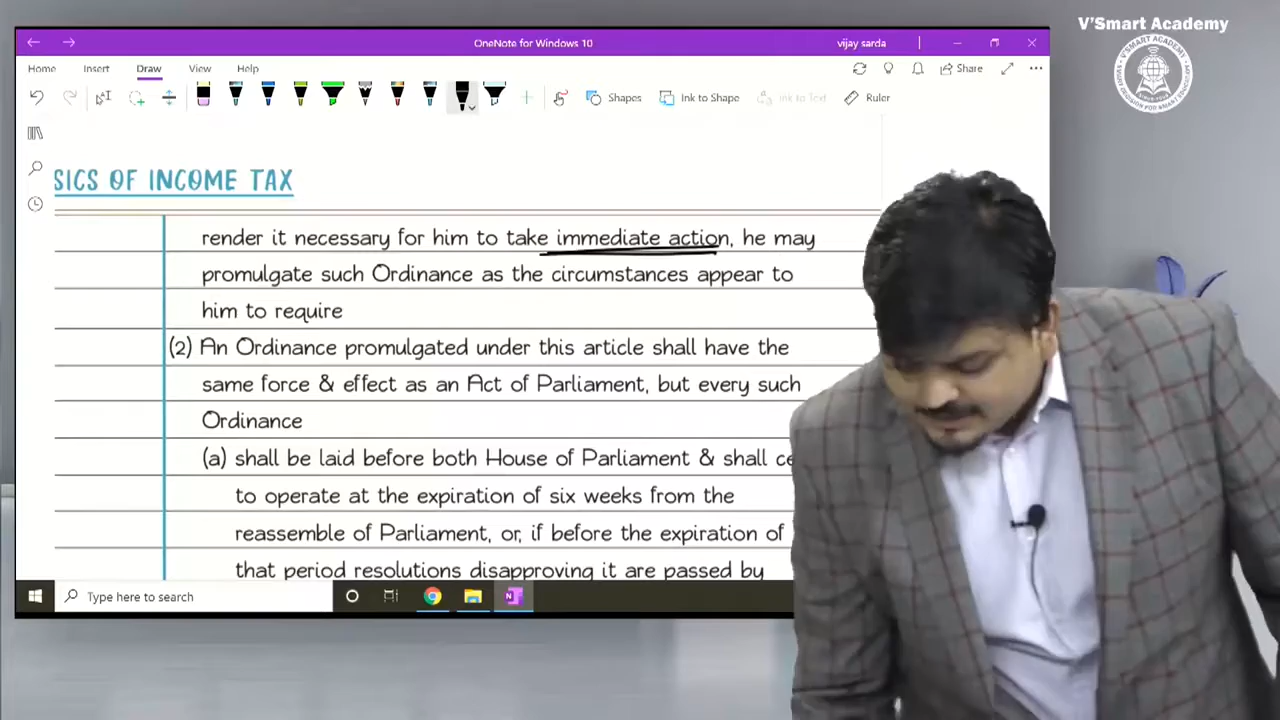 V'Smart Academy
OneNote for Windows 10
vijay sarda
Home Insert Draw View Help
Share
Shapes Ink to Shape Ink to Text Ruler
SICS OF INCOME TAX
render it necessary for him to take immediate action, he may
promulgate such Ordinance as the circumstances appear to
him to require
(2) An Ordinance promulgated under this article shall have the
same force & effect as an Act of Parliament, but every such
Ordinance
(a) shall be laid before both House of Parliament & shall ce
to operate at the expiration of six weeks from the
reassemble of Parliament, or, if before the expiration of
that period resolutions disapproving it are passed by
Type here to search